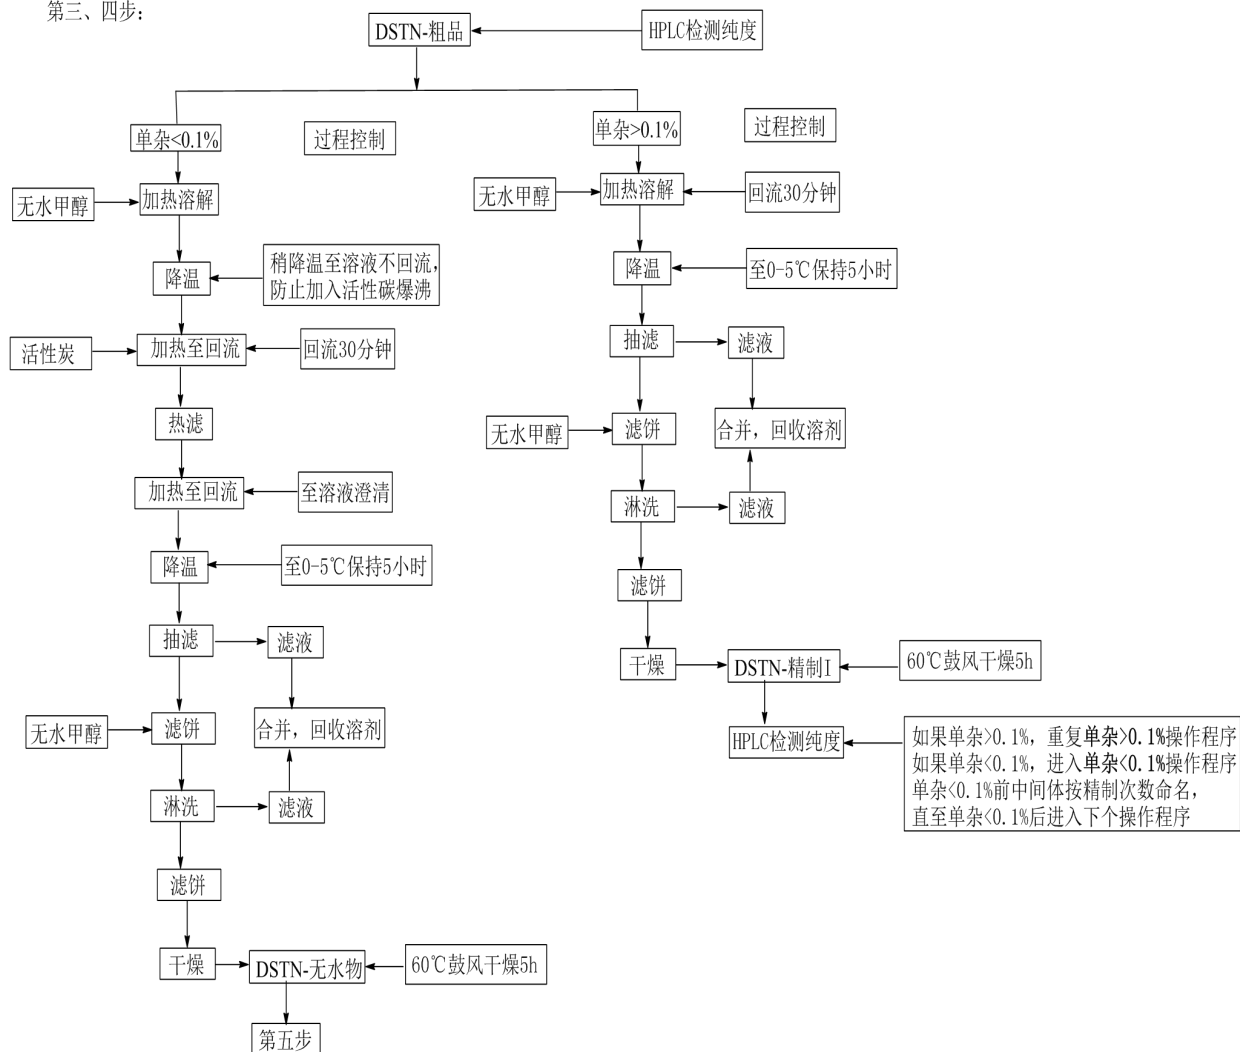 第三、四步:
DSTN-粗品
HPLC检测纯度
单杂<0.1%
过程控制
无水甲醇
加热溶解
降温
稍降温至溶液不回流,
防止加入活性碳爆沸
活性炭
加热至回流
回流30分钟
热滤
加热至回流
至溶液澄清
降温
至0-5℃保持5小时
抽滤
滤液
无水甲醇
滤饼
合并, 回收溶剂
淋洗
滤液
滤饼
干燥
DSTN-无水物
60℃鼓风干燥5h
第五步
单杂>0.1%
过程控制
无水甲醇
加热溶解
回流30分钟
降温
至0-5℃保持5小时
抽滤
滤液
无水甲醇
滤饼
合并, 回收溶剂
淋洗
滤液
滤饼
干燥
DSTN-精制I
60℃鼓风干燥5h
HPLC检测纯度
如果单杂>0.1%, 重复单杂>0.1%操作程序
如果单杂<0.1%, 进入单杂<0.1%操作程序
单杂<0.1%前中间体按精制次数命名,
直至单杂<0.1%后进入下个操作程序